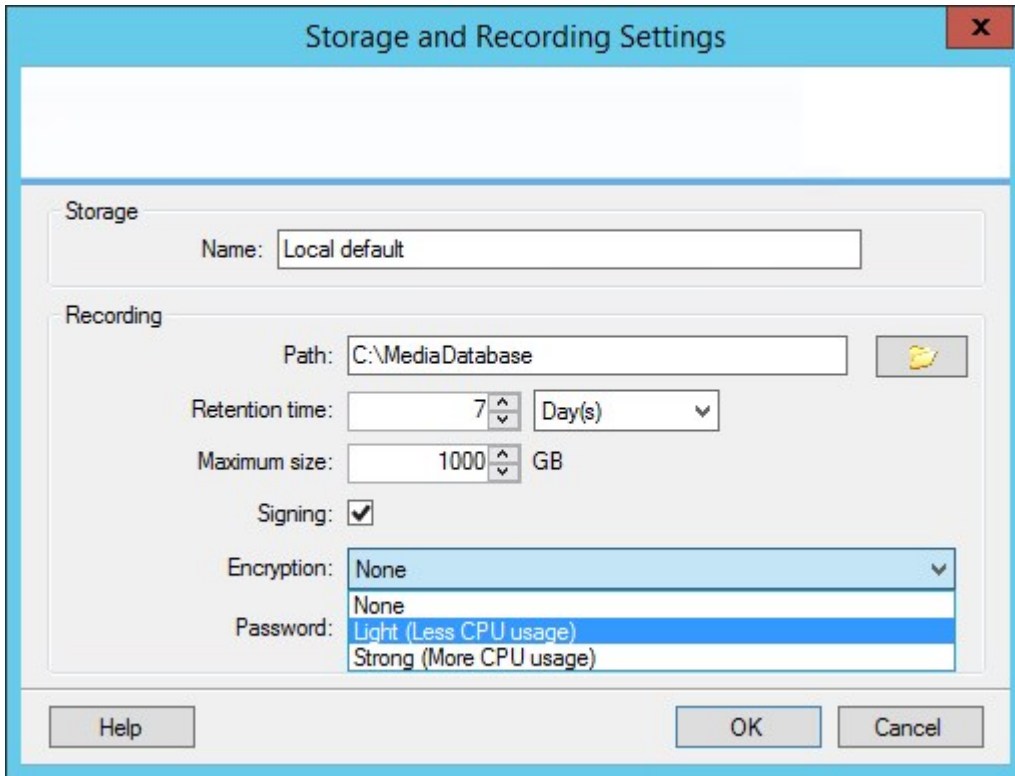 Storage and Recording Settings
x
Storage
Name: Local default
Recording
Path: C:\MediaDatabase
Retention time: 7 Day(s)
Maximum size: 1000 GB
Signing:
Encryption: None
None
Password: Light (Less CPU usage)
Strong (More CPU usage)
Help OK Cancel